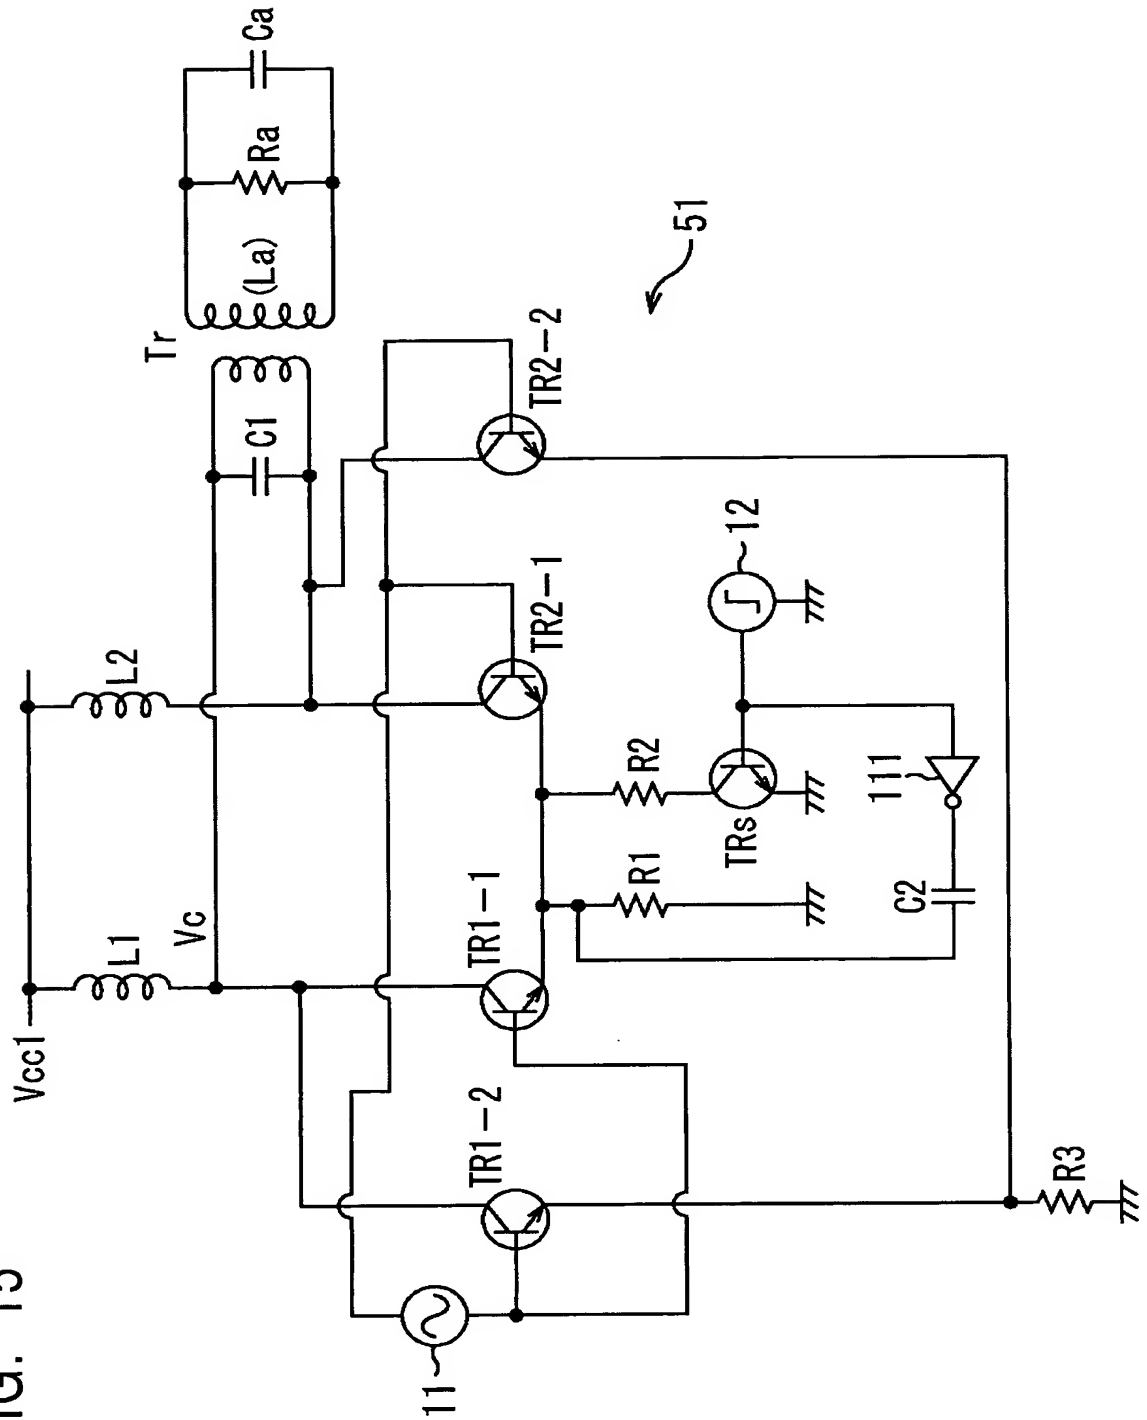 FIG. 15
Vcc1
L1
L2
Vc
Tr
C1
(La)
Ra
Ca
11
TR1-2
TR1-1
TR2-1
TR2-2
51
R1
R2
TRs
12
111
C2
R3